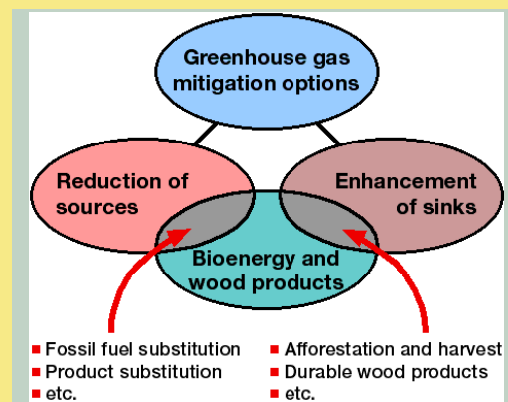 Greenhouse gas
mitigation options
Reduction of
sources
Enhancement
of sinks
Bioenergy and
wood products
■ Fossil fuel substitution
■ Product substitution
■ etc.
■ Afforestation and harvest
■ Durable wood products
■ etc.